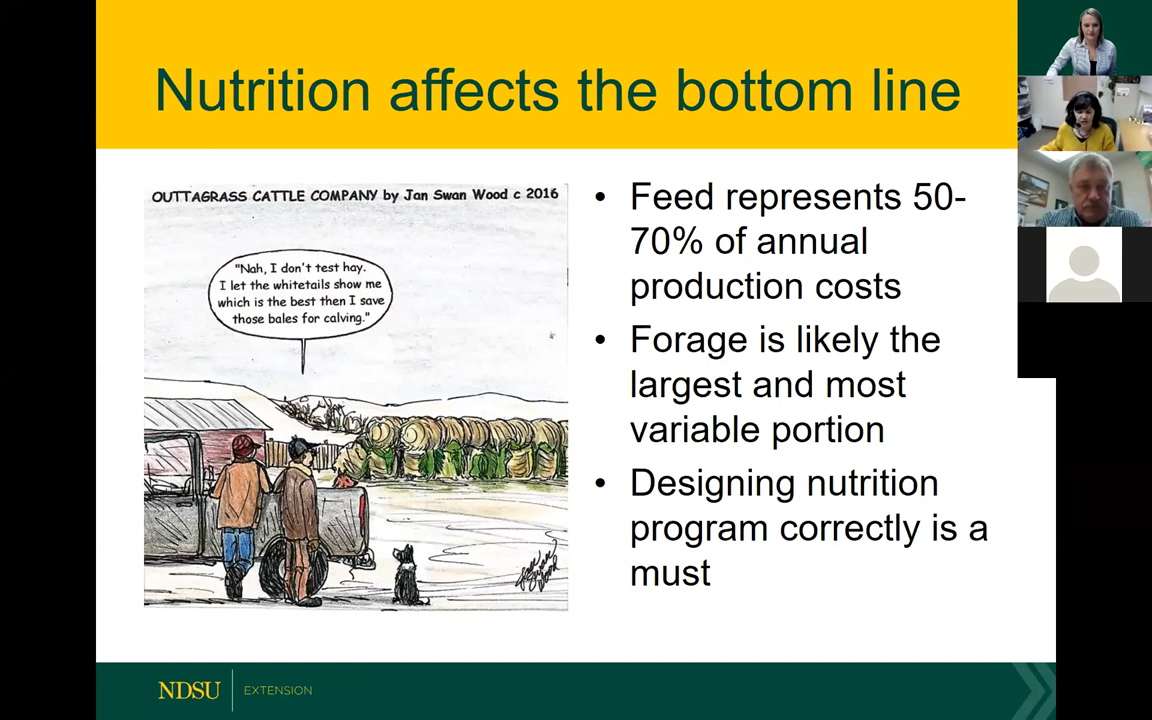 Nutrition affects the bottom line
OUTTAGRASS CATTLE COMPANY by Jan Swan Wood c 2016
"Nah, I don't test hay.
I let the whitetails show me
which is the best then I save
those bales for calving."
Jan Swan Wood
• Feed represents 50-
70% of annual
production costs
• Forage is likely the
largest and most
variable portion
• Designing nutrition
program correctly is a
must
NDSU EXTENSION